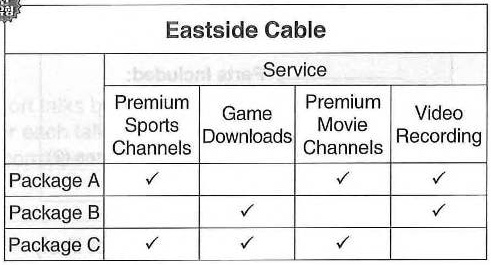 Eastside Cable
Service
Premium Sports Channels
Game Downloads
Premium Movie Channels
Video Recording
Package A ✓ ✓ ✓
Package B ✓ ✓
Package C ✓ ✓ ✓